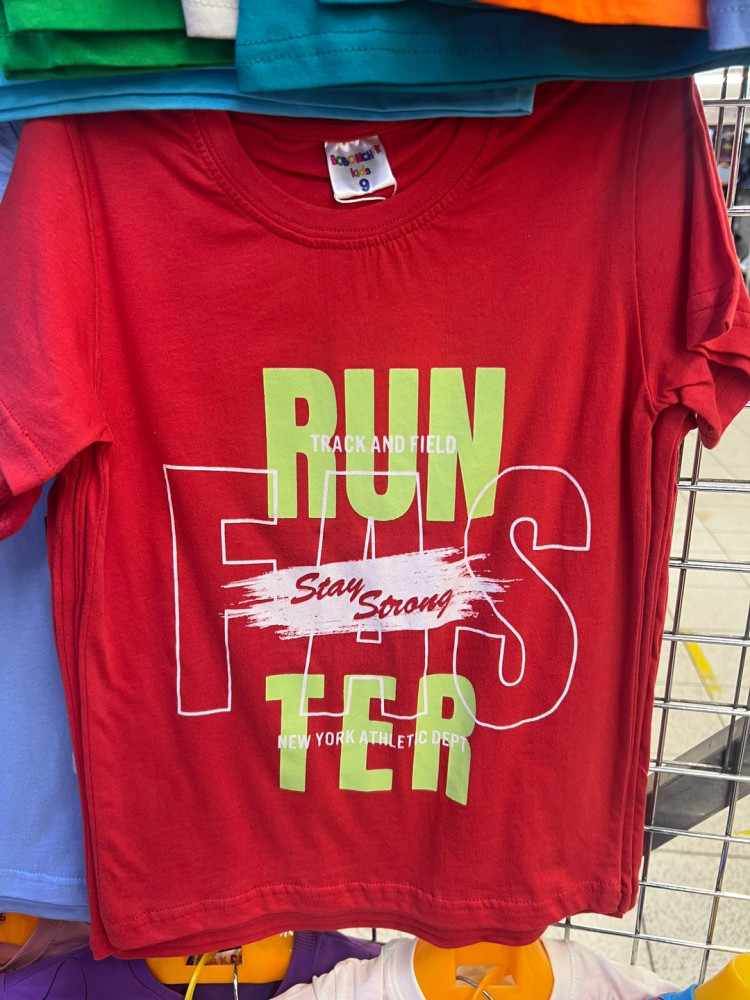 kids
9
RUN
TRACK AND FIELD
FAS
Stay
Strong
TER
NEW YORK ATHLETIC DEPT